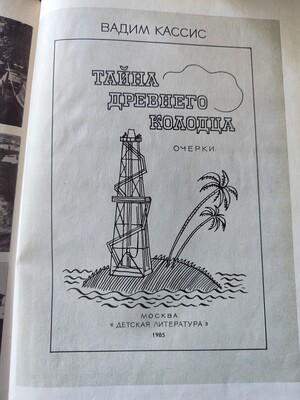 ВАДИМ КАССИС
ТАЙНА
ДРЕВНЕГО
КОЛОДЦА
ОЧЕРКИ
МОСКВА
«ДЕТСКАЯ ЛИТЕРАТУРА»
1985